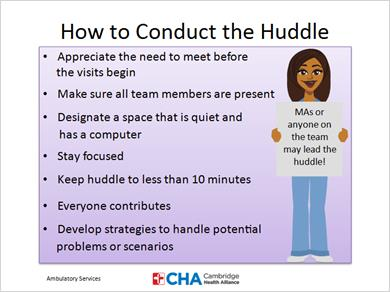 How to Conduct the Huddle
• Appreciate the need to meet before
the visits begin
• Make sure all team members are present
• Designate a space that is quiet and
has a computer
• Stay focused
• Keep huddle to less than 10 minutes
• Everyone contributes
• Develop strategies to handle potential
problems or scenarios
MAs or
anyone on
the team
may lead the
huddle!
Ambulatory Services
CHA Cambridge
Health Alliance